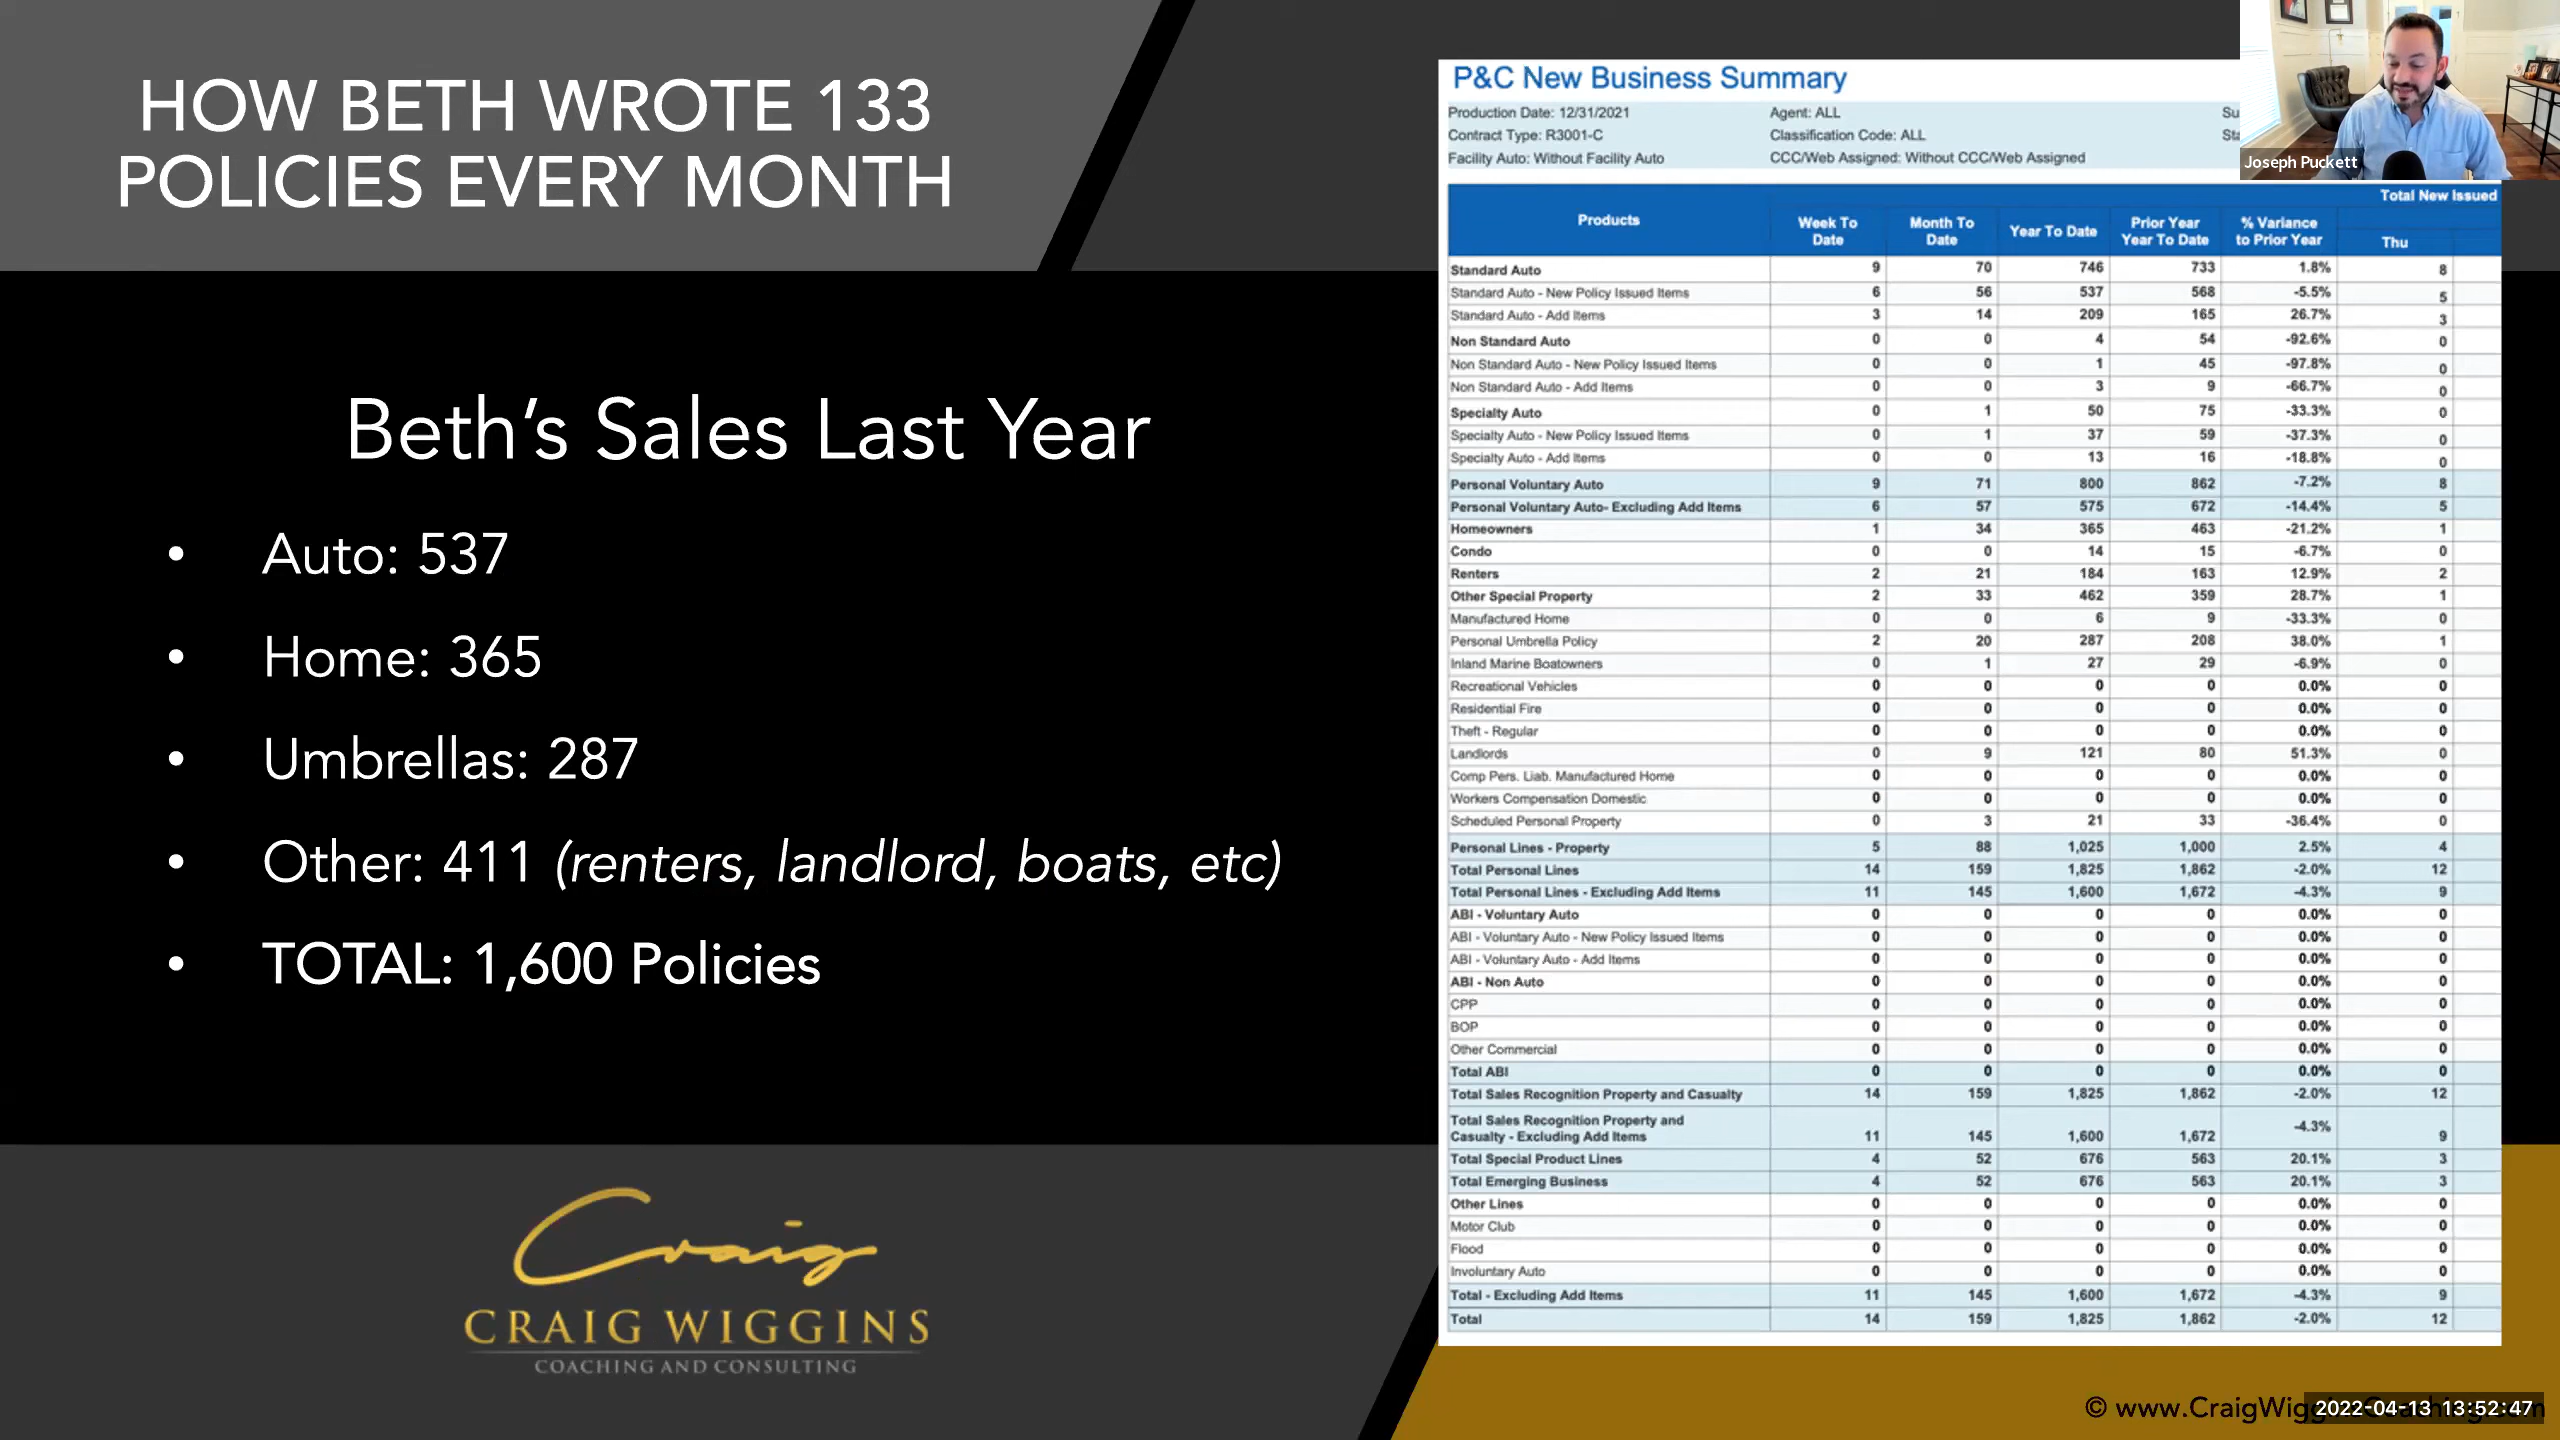 HOW BETH WROTE 133
POLICIES EVERY MONTH
Beth’s Sales Last Year
• Auto: 537
• Home: 365
• Umbrellas: 287
• Other: 411 (renters, landlord, boats, etc)
• TOTAL: 1,600 Policies
Craig
CRAIG WIGGINS
COACHING AND CONSULTING
P&C New Business Summary
Production Date: 12/31/2021 Agent: ALL
Contract Type: R3001-C Classification Code: ALL
Facility Auto: Without Facility Auto CCC/Web Assigned: Without CCC/Web Assigned
Joseph Puckett
Total New Issued
Products Week To Date Month To Date Year To Date Prior Year Year To Date % Variance to Prior Year Thu
Standard Auto 9 70 746 733 1.8% 8
Standard Auto - New Policy Issued Items 6 56 537 568 -5.5% 5
Standard Auto - Add Items 3 14 209 165 26.7% 3
Non Standard Auto 0 0 4 54 -92.6% 0
Non Standard Auto - New Policy Issued Items 0 0 1 45 -97.8% 0
Non Standard Auto - Add Items 0 0 3 9 -66.7% 0
Specialty Auto 0 1 50 75 -33.3% 0
Specialty Auto - New Policy Issued Items 0 1 37 59 -37.3% 0
Specialty Auto - Add Items 0 0 13 16 -18.8% 0
Personal Voluntary Auto 9 71 800 862 -7.2% 8
Personal Voluntary Auto- Excluding Add Items 6 57 575 672 -14.4% 5
Homeowners 1 34 365 463 -21.2% 1
Condo 0 0 14 15 -6.7% 0
Renters 2 21 184 163 12.9% 2
Other Special Property 2 33 462 359 28.7% 1
Manufactured Home 0 0 6 9 -33.3% 0
Personal Umbrella Policy 2 20 287 208 38.0% 1
Inland Marine Boatowners 0 1 27 29 -6.9% 0
Recreational Vehicles 0 0 0 0 0.0% 0
Residential Fire 0 0 0 0 0.0% 0
Theft - Regular 0 0 0 0 0.0% 0
Landlords 0 9 121 80 51.3% 0
Comp Pers. Liab. Manufactured Home 0 0 0 0 0.0% 0
Workers Compensation Domestic 0 0 0 0 0.0% 0
Scheduled Personal Property 0 3 21 33 -36.4% 0
Personal Lines - Property 5 88 1,025 1,000 2.5% 4
Total Personal Lines 14 159 1,825 1,862 -2.0% 12
Total Personal Lines - Excluding Add Items 11 145 1,600 1,672 -4.3% 9
ABI - Voluntary Auto 0 0 0 0 0.0% 0
ABI - Voluntary Auto - New Policy Issued Items 0 0 0 0 0.0% 0
ABI - Voluntary Auto - Add Items 0 0 0 0 0.0% 0
ABI - Non Auto 0 0 0 0 0.0% 0
CPP 0 0 0 0 0.0% 0
BOP 0 0 0 0 0.0% 0
Other Commercial 0 0 0 0 0.0% 0
Total ABI 0 0 0 0 0.0% 0
Total Sales Recognition Property and Casualty 14 159 1,825 1,862 -2.0% 12
Total Sales Recognition Property and
Casualty - Excluding Add Items 11 145 1,600 1,672 -4.3% 9
Total Special Product Lines 4 52 676 563 20.1% 3
Total Emerging Business 4 52 676 563 20.1% 3
Other Lines 0 0 0 0 0.0% 0
Motor Club 0 0 0 0 0.0% 0
Flood 0 0 0 0 0.0% 0
Involuntary Auto 0 0 0 0 0.0% 0
Total - Excluding Add Items 11 145 1,600 1,672 -4.3% 9
Total 14 159 1,825 1,862 -2.0% 12
© 2022-04-13 13:52:47